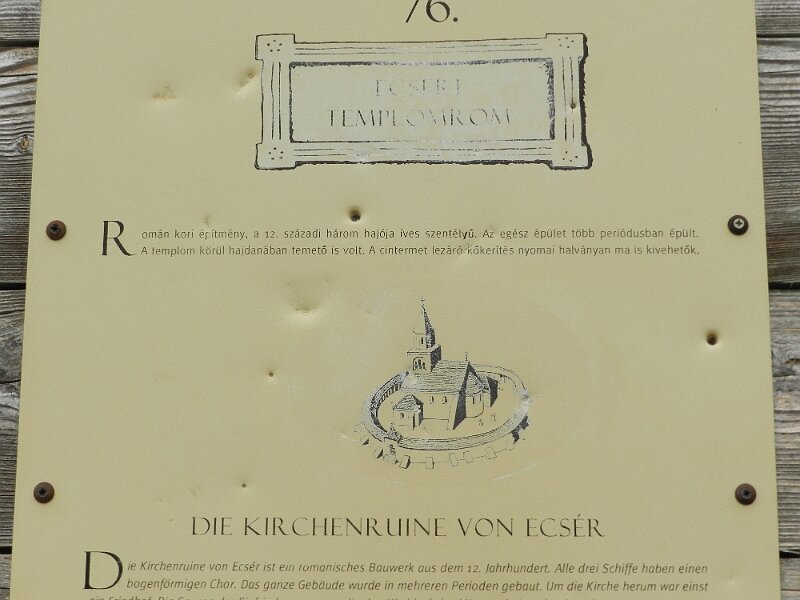 76.
ECSÉRI
TEMPLOMROM
Román kori építmény, a 12. századi három hajója íves szentélyű. Az egész épület több periódusban épült.
A templom körül hajdanában temető is volt. A cintermet lezáró kőkerítés nyomai halványan ma is kivehetők.
DIE KIRCHENRUINE VON ECSÉR
Die Kirchenruine von Ecsér ist ein romanisches Bauwerk aus dem 12. Jahrhundert. Alle drei Schiffe haben einen
bogenförmigen Chor. Das ganze Gebäude wurde in mehreren Perioden gebaut. Um die Kirche herum war einst
ein Friedhof. Die